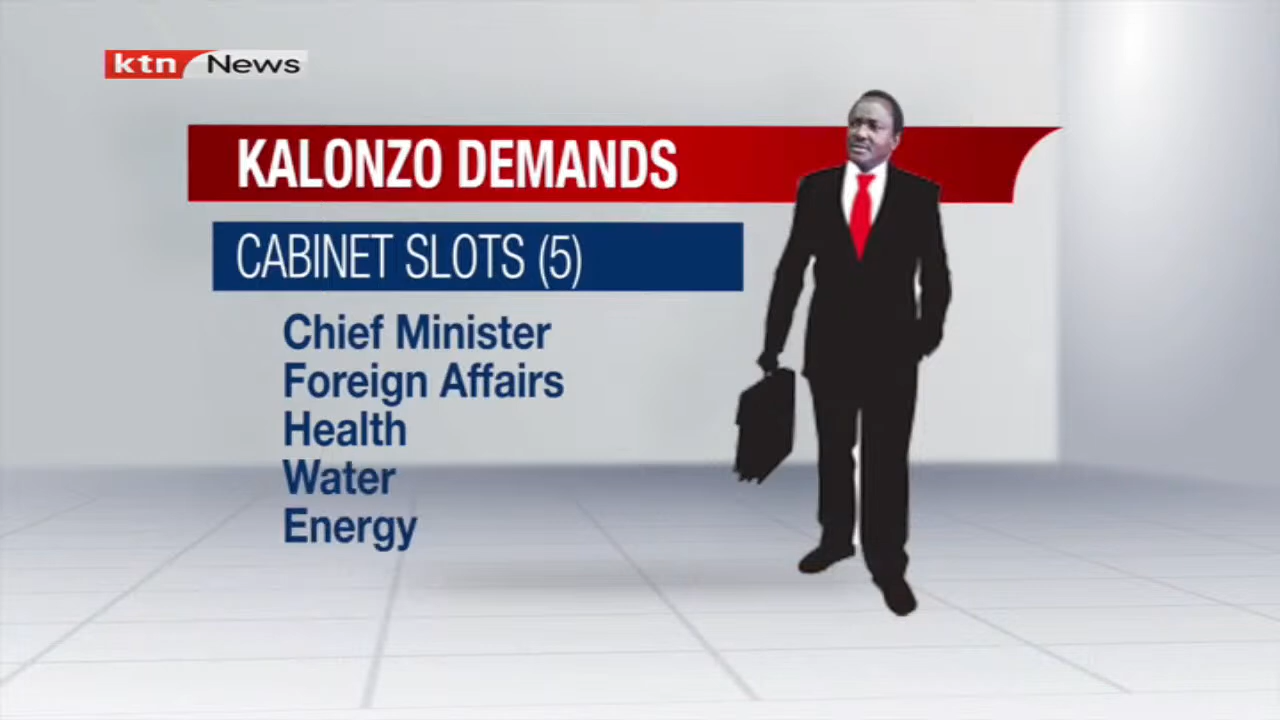 ktn News
KALONZO DEMANDS
CABINET SLOTS (5)
Chief Minister
Foreign Affairs
Health
Water
Energy